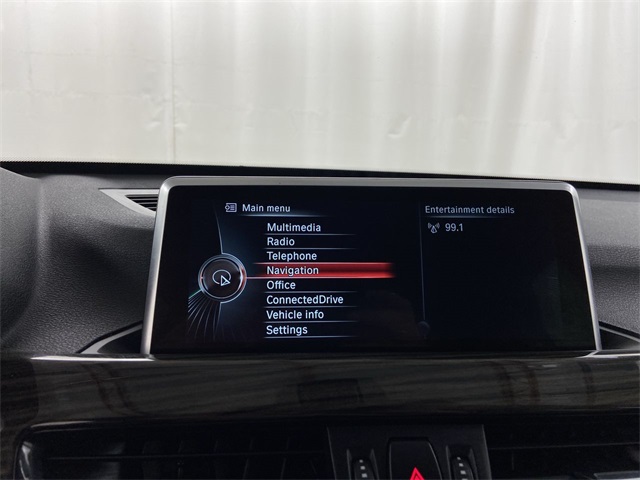 Main menu
Multimedia
Radio
Telephone
Navigation
Office
ConnectedDrive
Vehicle info
Settings
Entertainment details
99.1